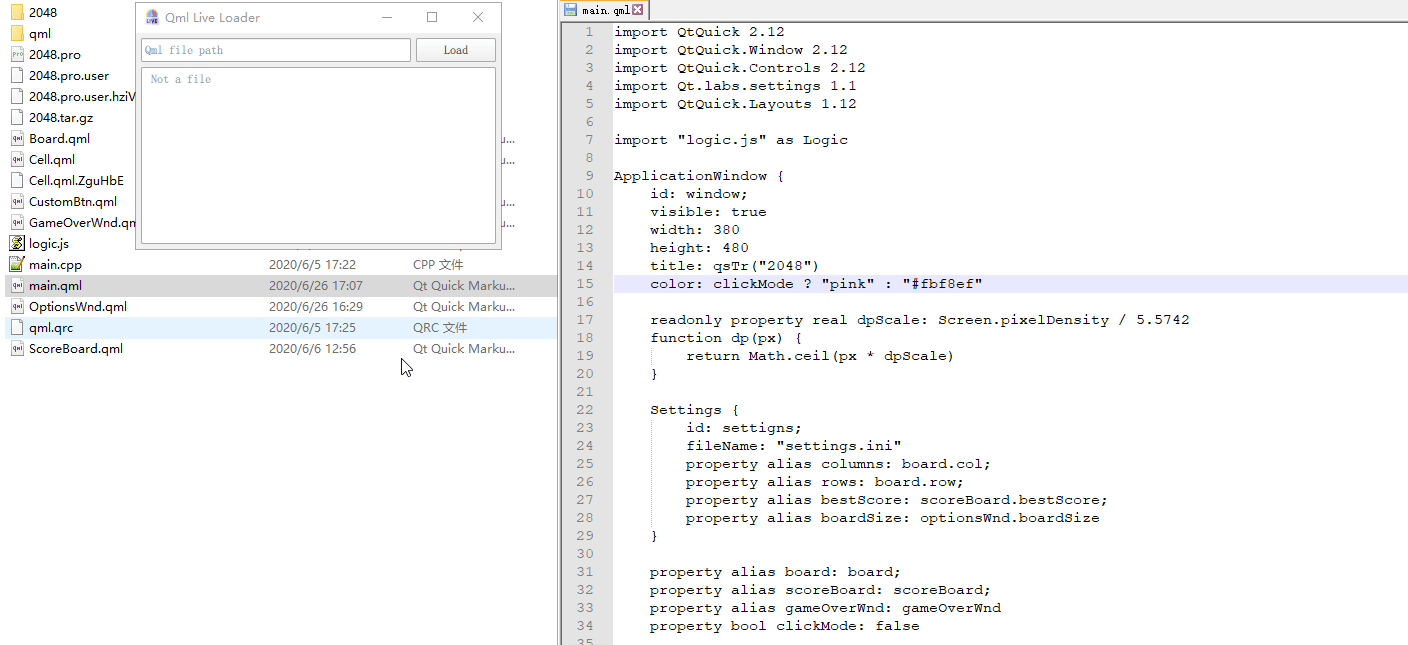 2048
qml
2048.pro
2048.pro.user
2048.pro.user.hziV
2048.tar.gz
Board.qml
Cell.qml
Cell.qml.ZguHbE
CustomBtn.qml
GameOverWnd.qm
logic.js
main.cpp 2020/6/5 17:22 CPP 文件
main.qml 2020/6/26 17:07 Qt Quick Marku...
OptionsWnd.qml 2020/6/26 16:29 Qt Quick Marku...
qml.qrc 2020/6/5 17:25 QRC 文件
ScoreBoard.qml 2020/6/6 12:56 Qt Quick Marku...
LIVE
Qml Live Loader
Qml file path
Load
Not a file
main.qml
1 import QtQuick 2.12
2 import QtQuick.Window 2.12
3 import QtQuick.Controls 2.12
4 import Qt.labs.settings 1.1
5 import QtQuick.Layouts 1.12
6
7 import "logic.js" as Logic
8
9 ApplicationWindow {
10 id: window;
11 visible: true
12 width: 380
13 height: 480
14 title: qsTr("2048")
15 color: clickMode ? "pink" : "#fbf8ef"
16
17 readonly property real dpScale: Screen.pixelDensity / 5.5742
18 function dp(px) {
19 return Math.ceil(px * dpScale)
20 }
21
22 Settings {
23 id: settigns;
24 fileName: "settings.ini"
25 property alias columns: board.col;
26 property alias rows: board.row;
27 property alias bestScore: scoreBoard.bestScore;
28 property alias boardSize: optionsWnd.boardSize
29 }
30
31 property alias board: board;
32 property alias scoreBoard: scoreBoard;
33 property alias gameOverWnd: gameOverWnd
34 property bool clickMode: false
35